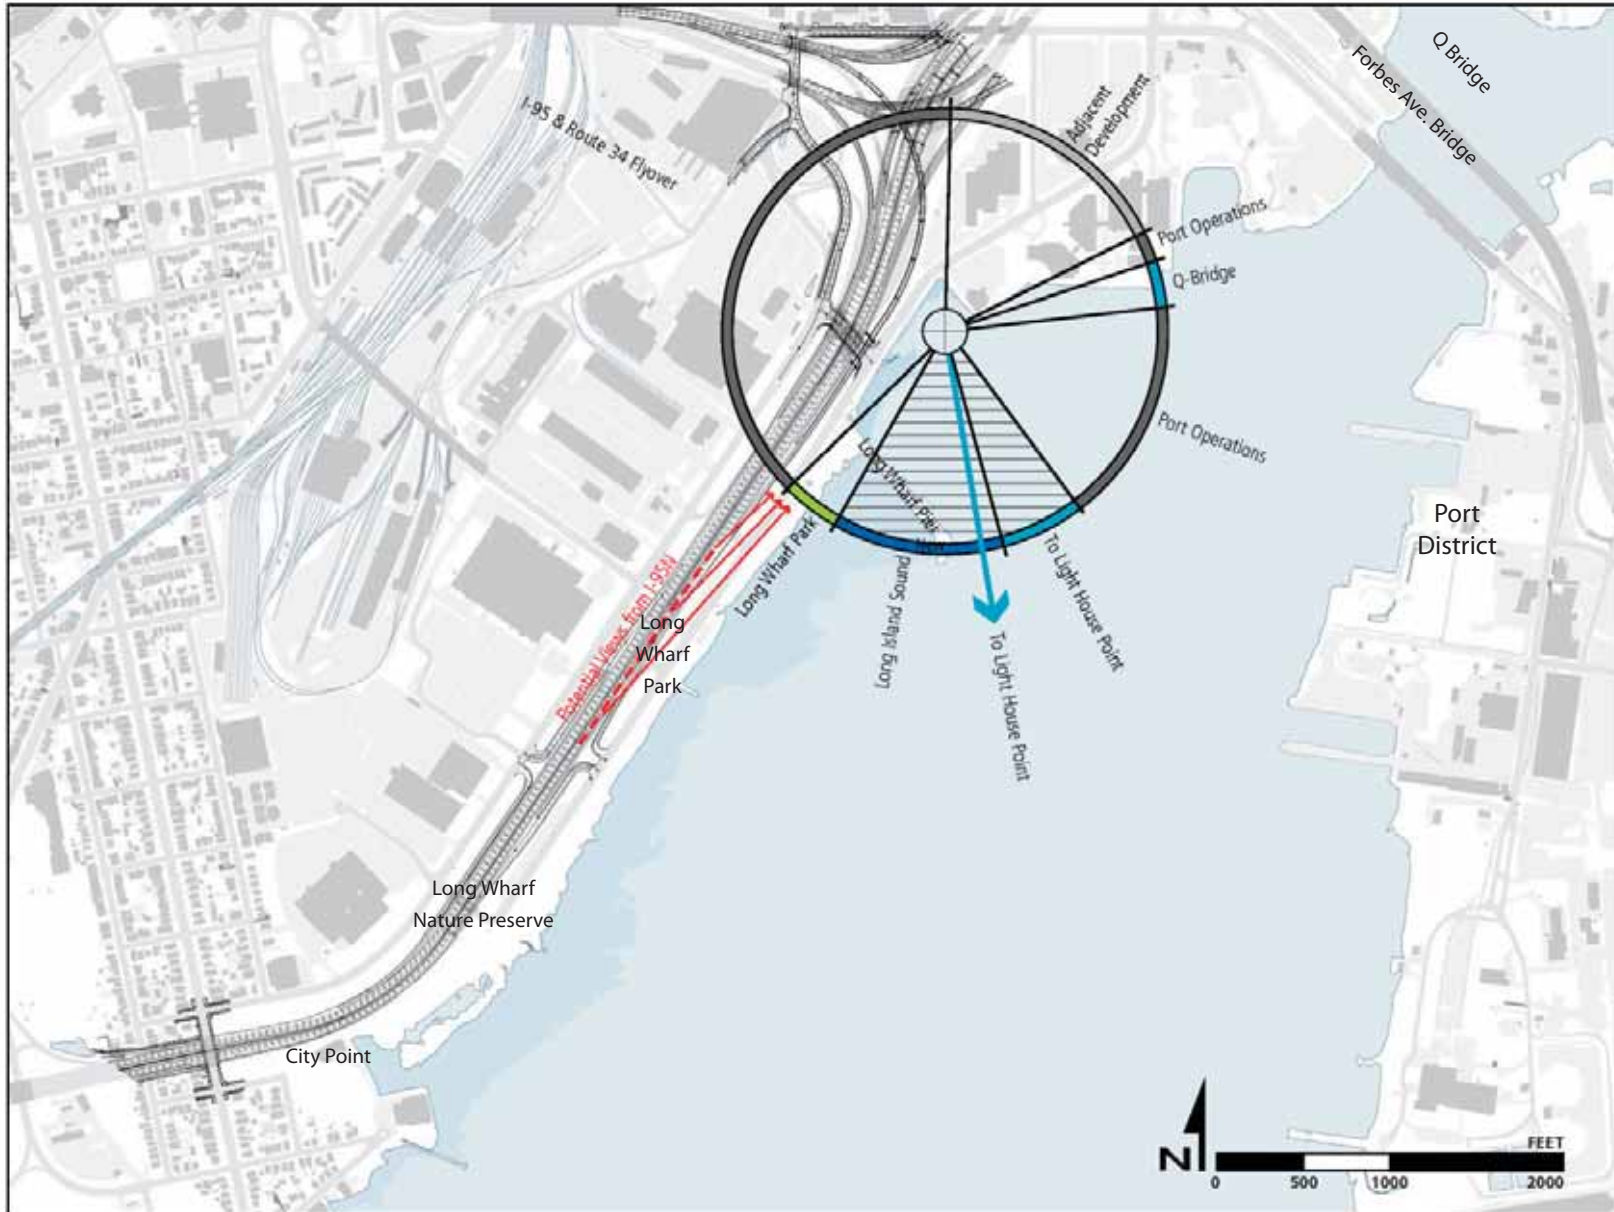 Q Bridge
Forbes Ave. Bridge
I-95 & Route 34 Flyover
Adjacent
Development
Port Operations
Q-Bridge
Port Operations
Long Wharf Pier
Long Wharf Park
Long Island Sound
To Light House Point
To Light House Point
Potential Views from I-95N
Long
Wharf
Park
Port
District
Long Wharf
Nature Preserve
City Point
N
FEET
0 500 1000 2000